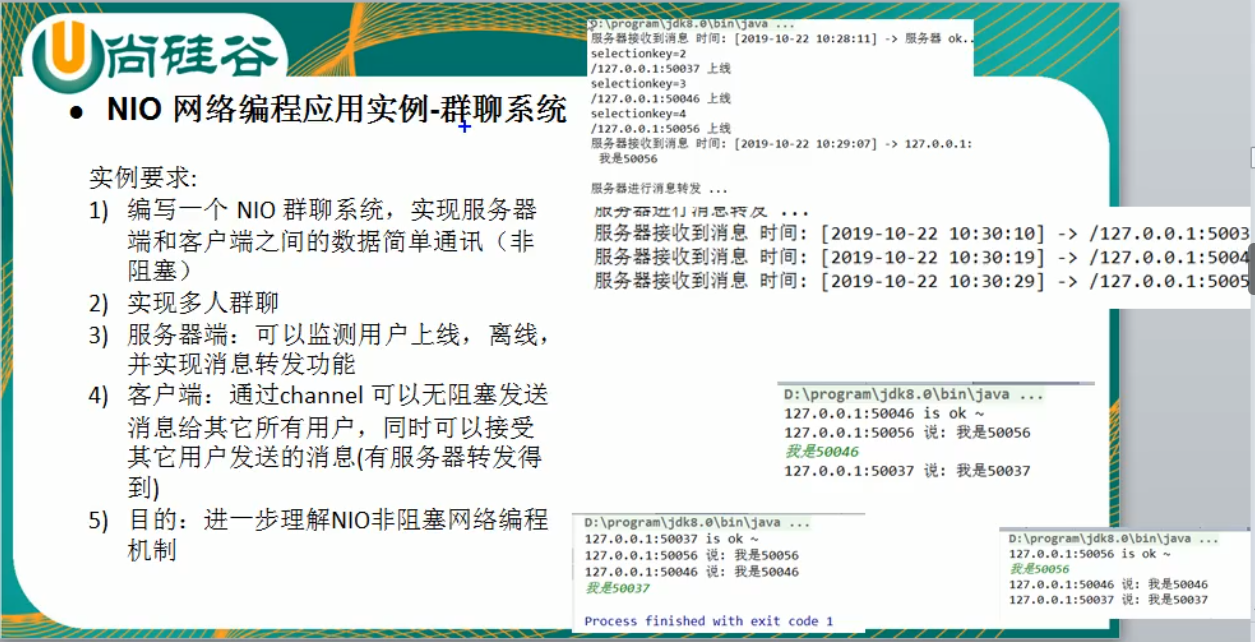 尚硅谷
• NIO 网络编程应用实例-群聊系统
实例要求:
1) 编写一个 NIO 群聊系统，实现服务器
端和客户端之间的数据简单通讯（非
阻塞）
2) 实现多人群聊
3) 服务器端：可以监测用户上线，离线，
并实现消息转发功能
4) 客户端：通过channel 可以无阻塞发送
消息给其它所有用户，同时可以接受
其它用户发送的消息(有服务器转发得
到)
5) 目的：进一步理解NIO非阻塞网络编程
机制
D:\program\jdk8.0\bin\java ...
服务器接收到消息 时间: [2019-10-22 10:28:11] -> 服务器 ok..
selectionkey=2
/127.0.0.1:50037 上线
selectionkey=3
/127.0.0.1:50046 上线
selectionkey=4
/127.0.0.1:50056 上线
服务器接收到消息 时间: [2019-10-22 10:29:07] -> 127.0.0.1:
我是50056
服务器进行消息转发 ...
服务器进行消息转发 ...
服务器接收到消息 时间: [2019-10-22 10:30:10] -> /127.0.0.1:5003
服务器接收到消息 时间: [2019-10-22 10:30:19] -> /127.0.0.1:5004
服务器接收到消息 时间: [2019-10-22 10:30:29] -> /127.0.0.1:5005
D:\program\jdk8.0\bin\java ...
127.0.0.1:50046 is ok ~
127.0.0.1:50056 说: 我是50056
我是50046
127.0.0.1:50037 说: 我是50037
D:\program\jdk8.0\bin\java ...
127.0.0.1:50037 is ok ~
127.0.0.1:50056 说: 我是50056
127.0.0.1:50046 说: 我是50046
我是50037
Process finished with exit code 1
D:\program\jdk8.0\bin\java ...
127.0.0.1:50056 is ok ~
我是50056
127.0.0.1:50046 说: 我是50046
127.0.0.1:50037 说: 我是50037